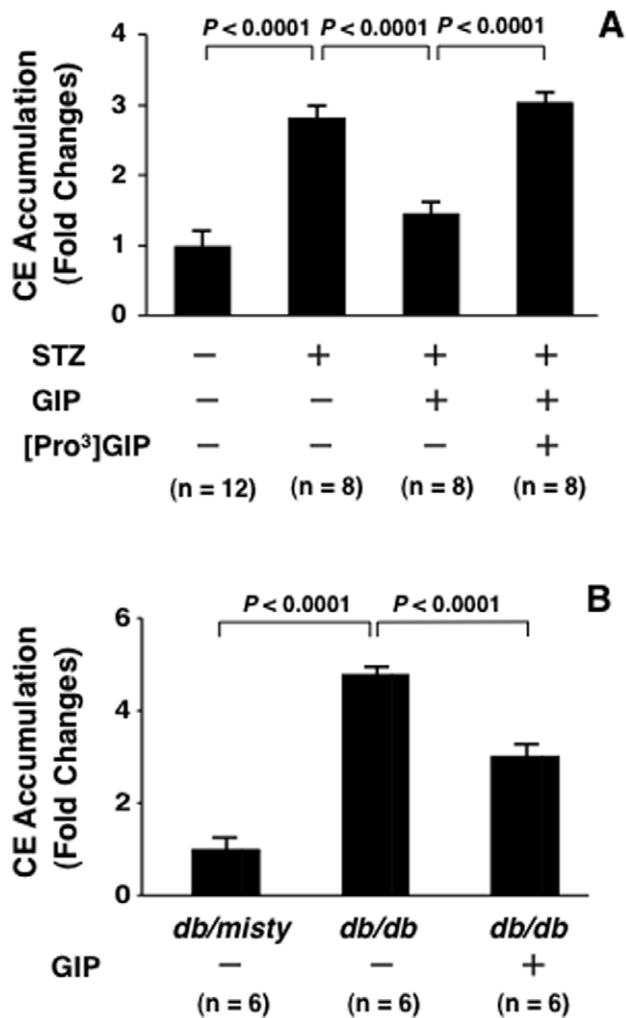 A
P < 0.0001 P < 0.0001 P < 0.0001
CE Accumulation
(Fold Changes)
4
3
2
1
0
STZ − + + +
GIP − − + +
[Pro³]GIP − − − +
(n = 12) (n = 8) (n = 8) (n = 8)
B
P < 0.0001 P < 0.0001
CE Accumulation
(Fold Changes)
6
4
2
0
db/misty db/db db/db
GIP − − +
(n = 6) (n = 6) (n = 6)